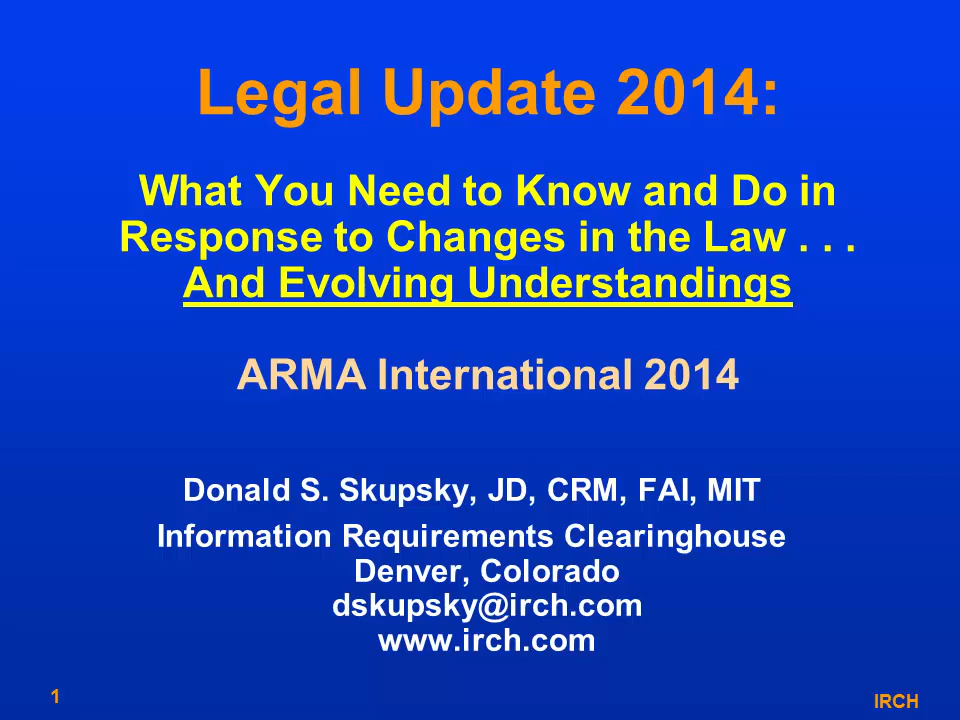 Legal Update 2014:
What You Need to Know and Do in
Response to Changes in the Law . . .
And Evolving Understandings
ARMA International 2014
Donald S. Skupsky, JD, CRM, FAI, MIT
Information Requirements Clearinghouse
Denver, Colorado
dskupsky@irch.com
www.irch.com
1
IRCH